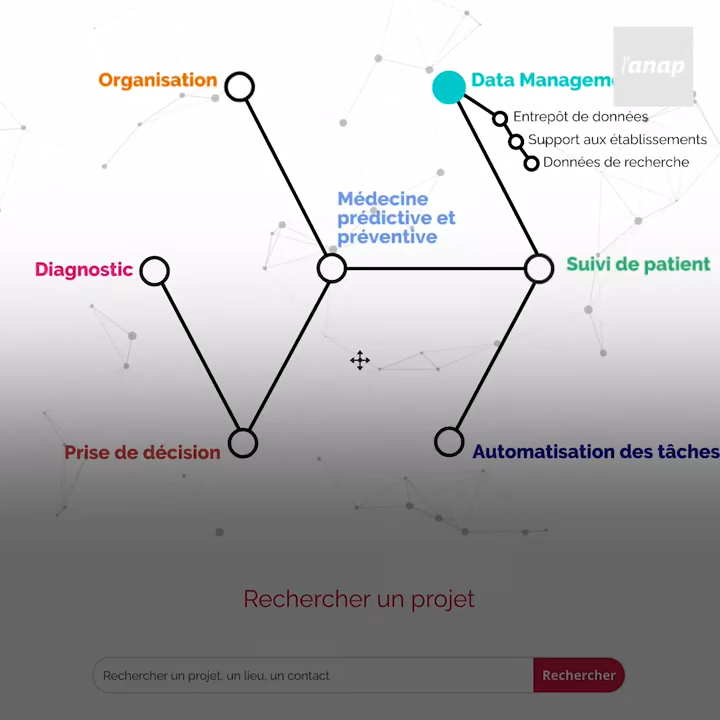 Organisation
Data Managem
l'anap
Entrepôt de données
Support aux établissements
Données de recherche
Médecine
prédictive et
préventive
Diagnostic
Suivi de patient
Prise de décision
Automatisation des tâches
Rechercher un projet
Rechercher un projet, un lieu, un contact
Rechercher